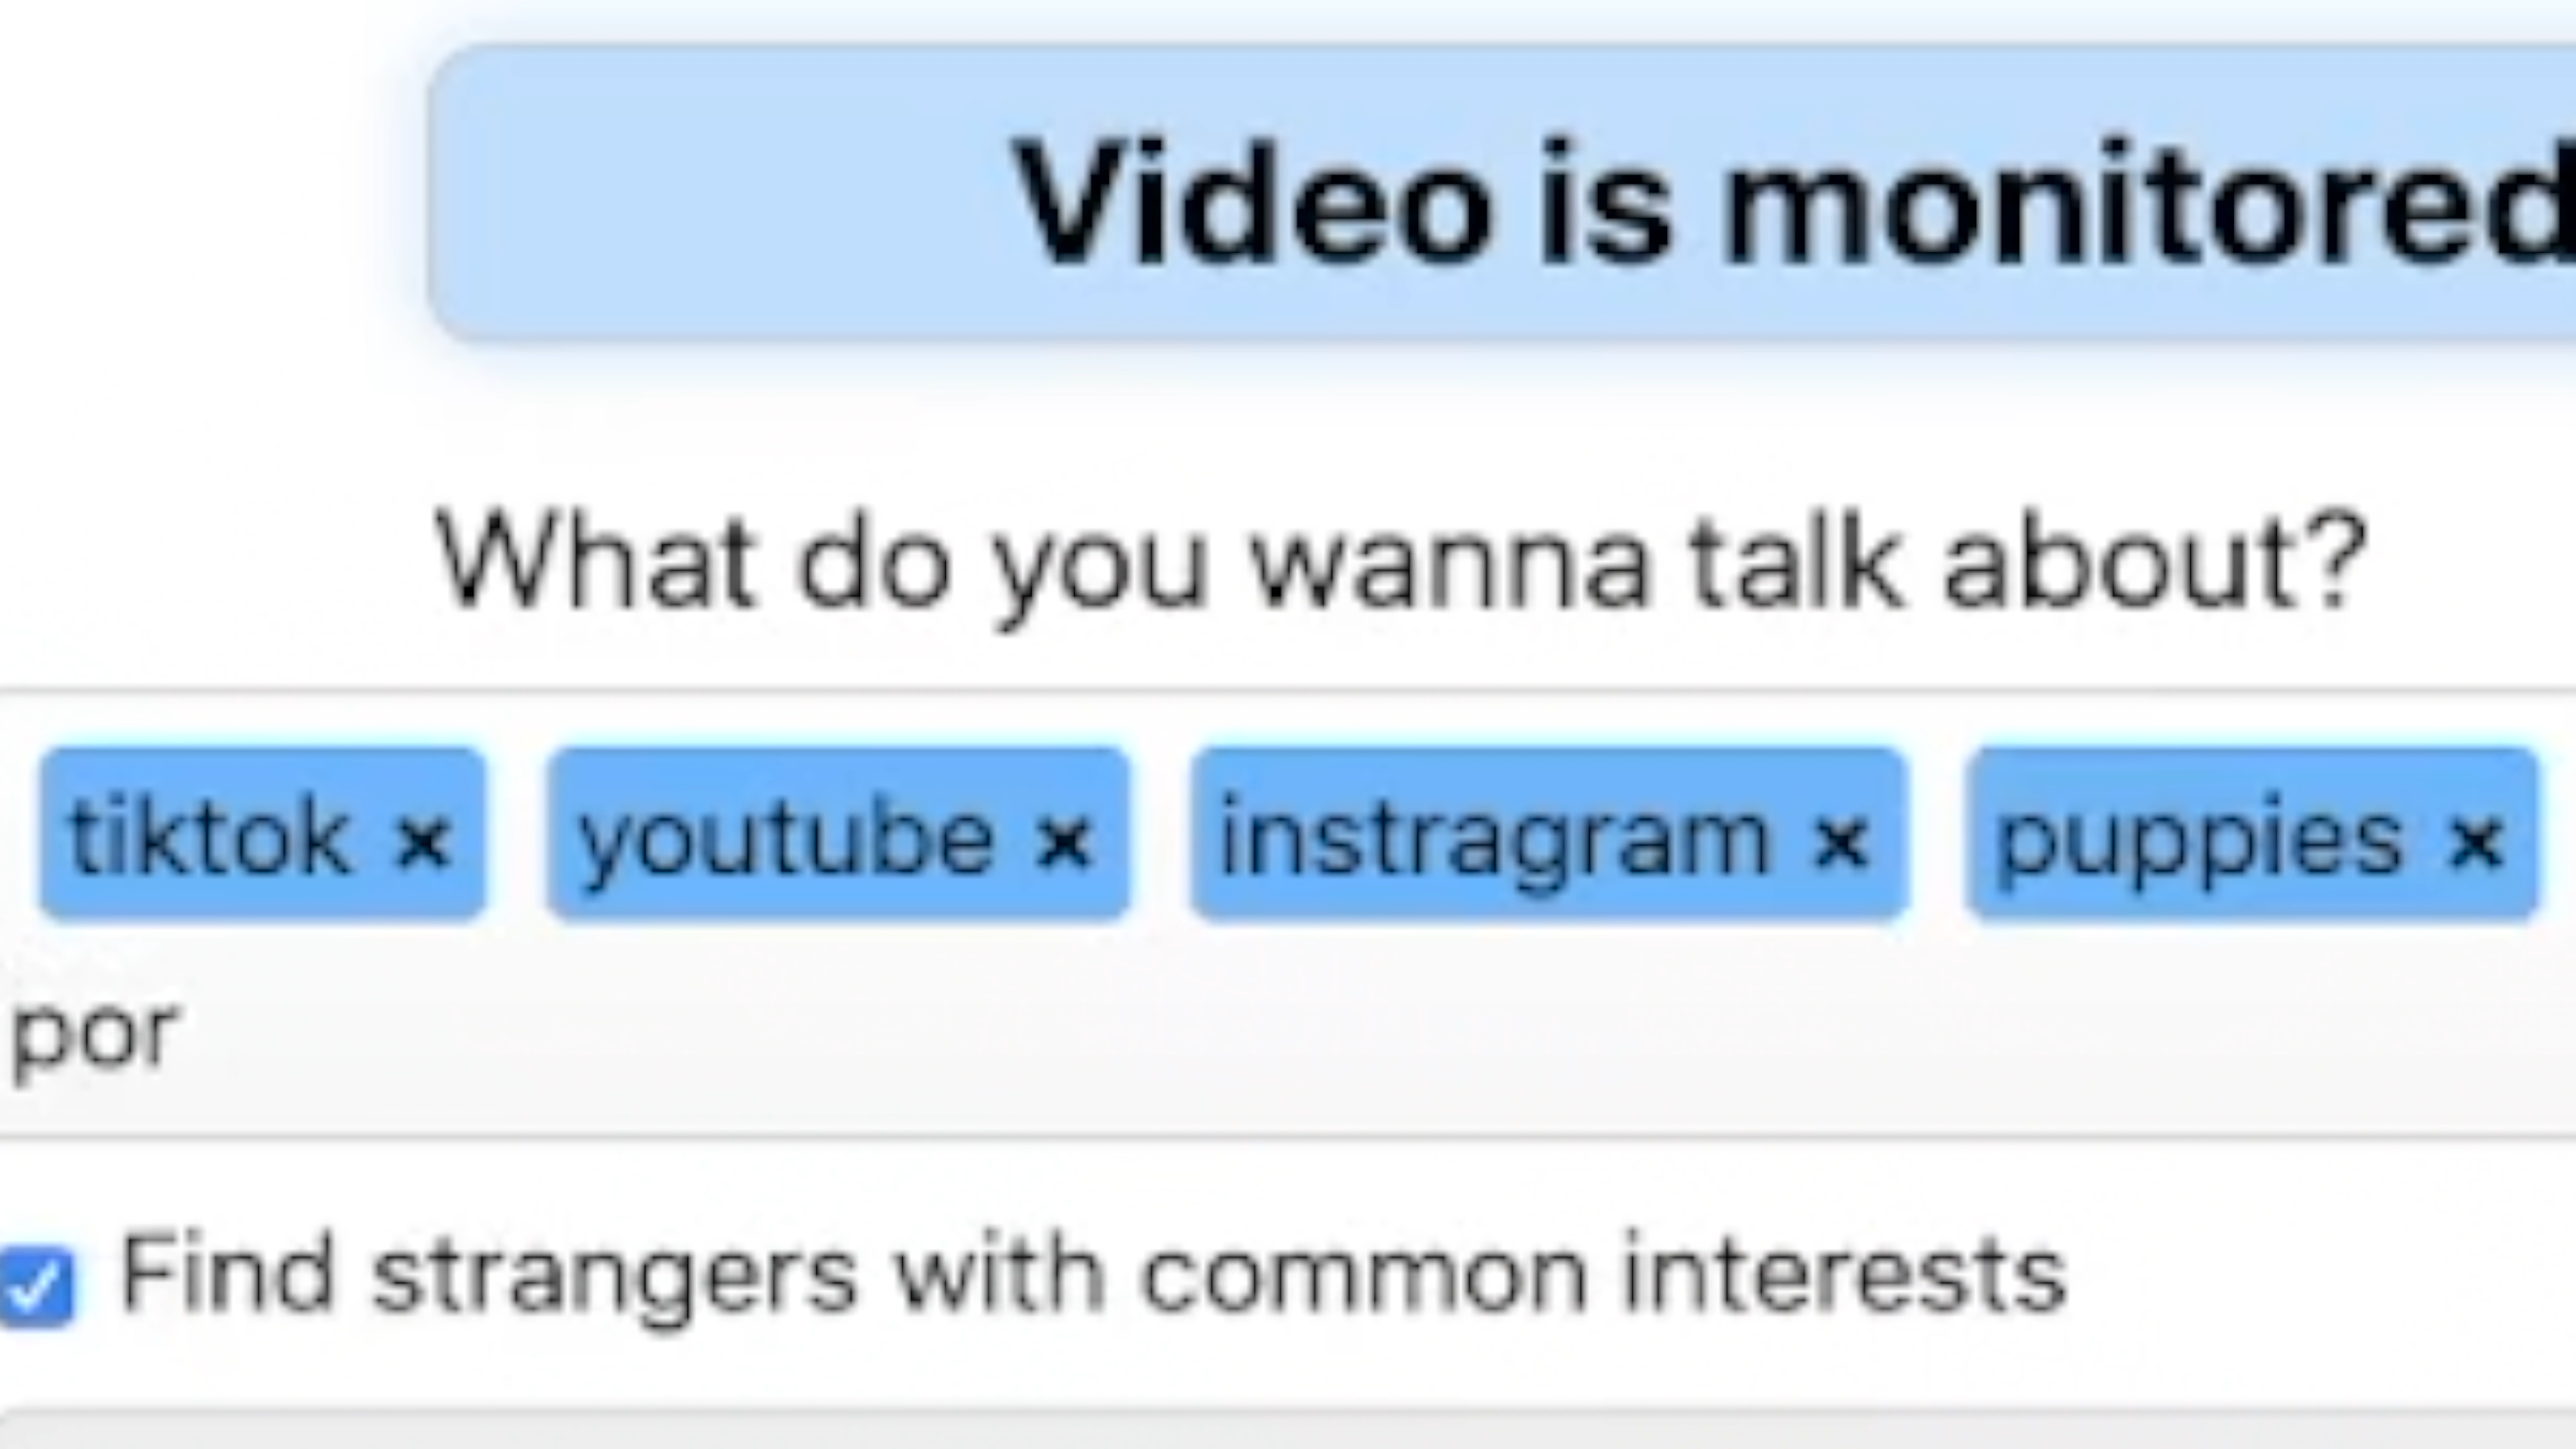 Video is monitored
What do you wanna talk about?
tiktok × youtube × instragram × puppies ×
por
Find strangers with common interests